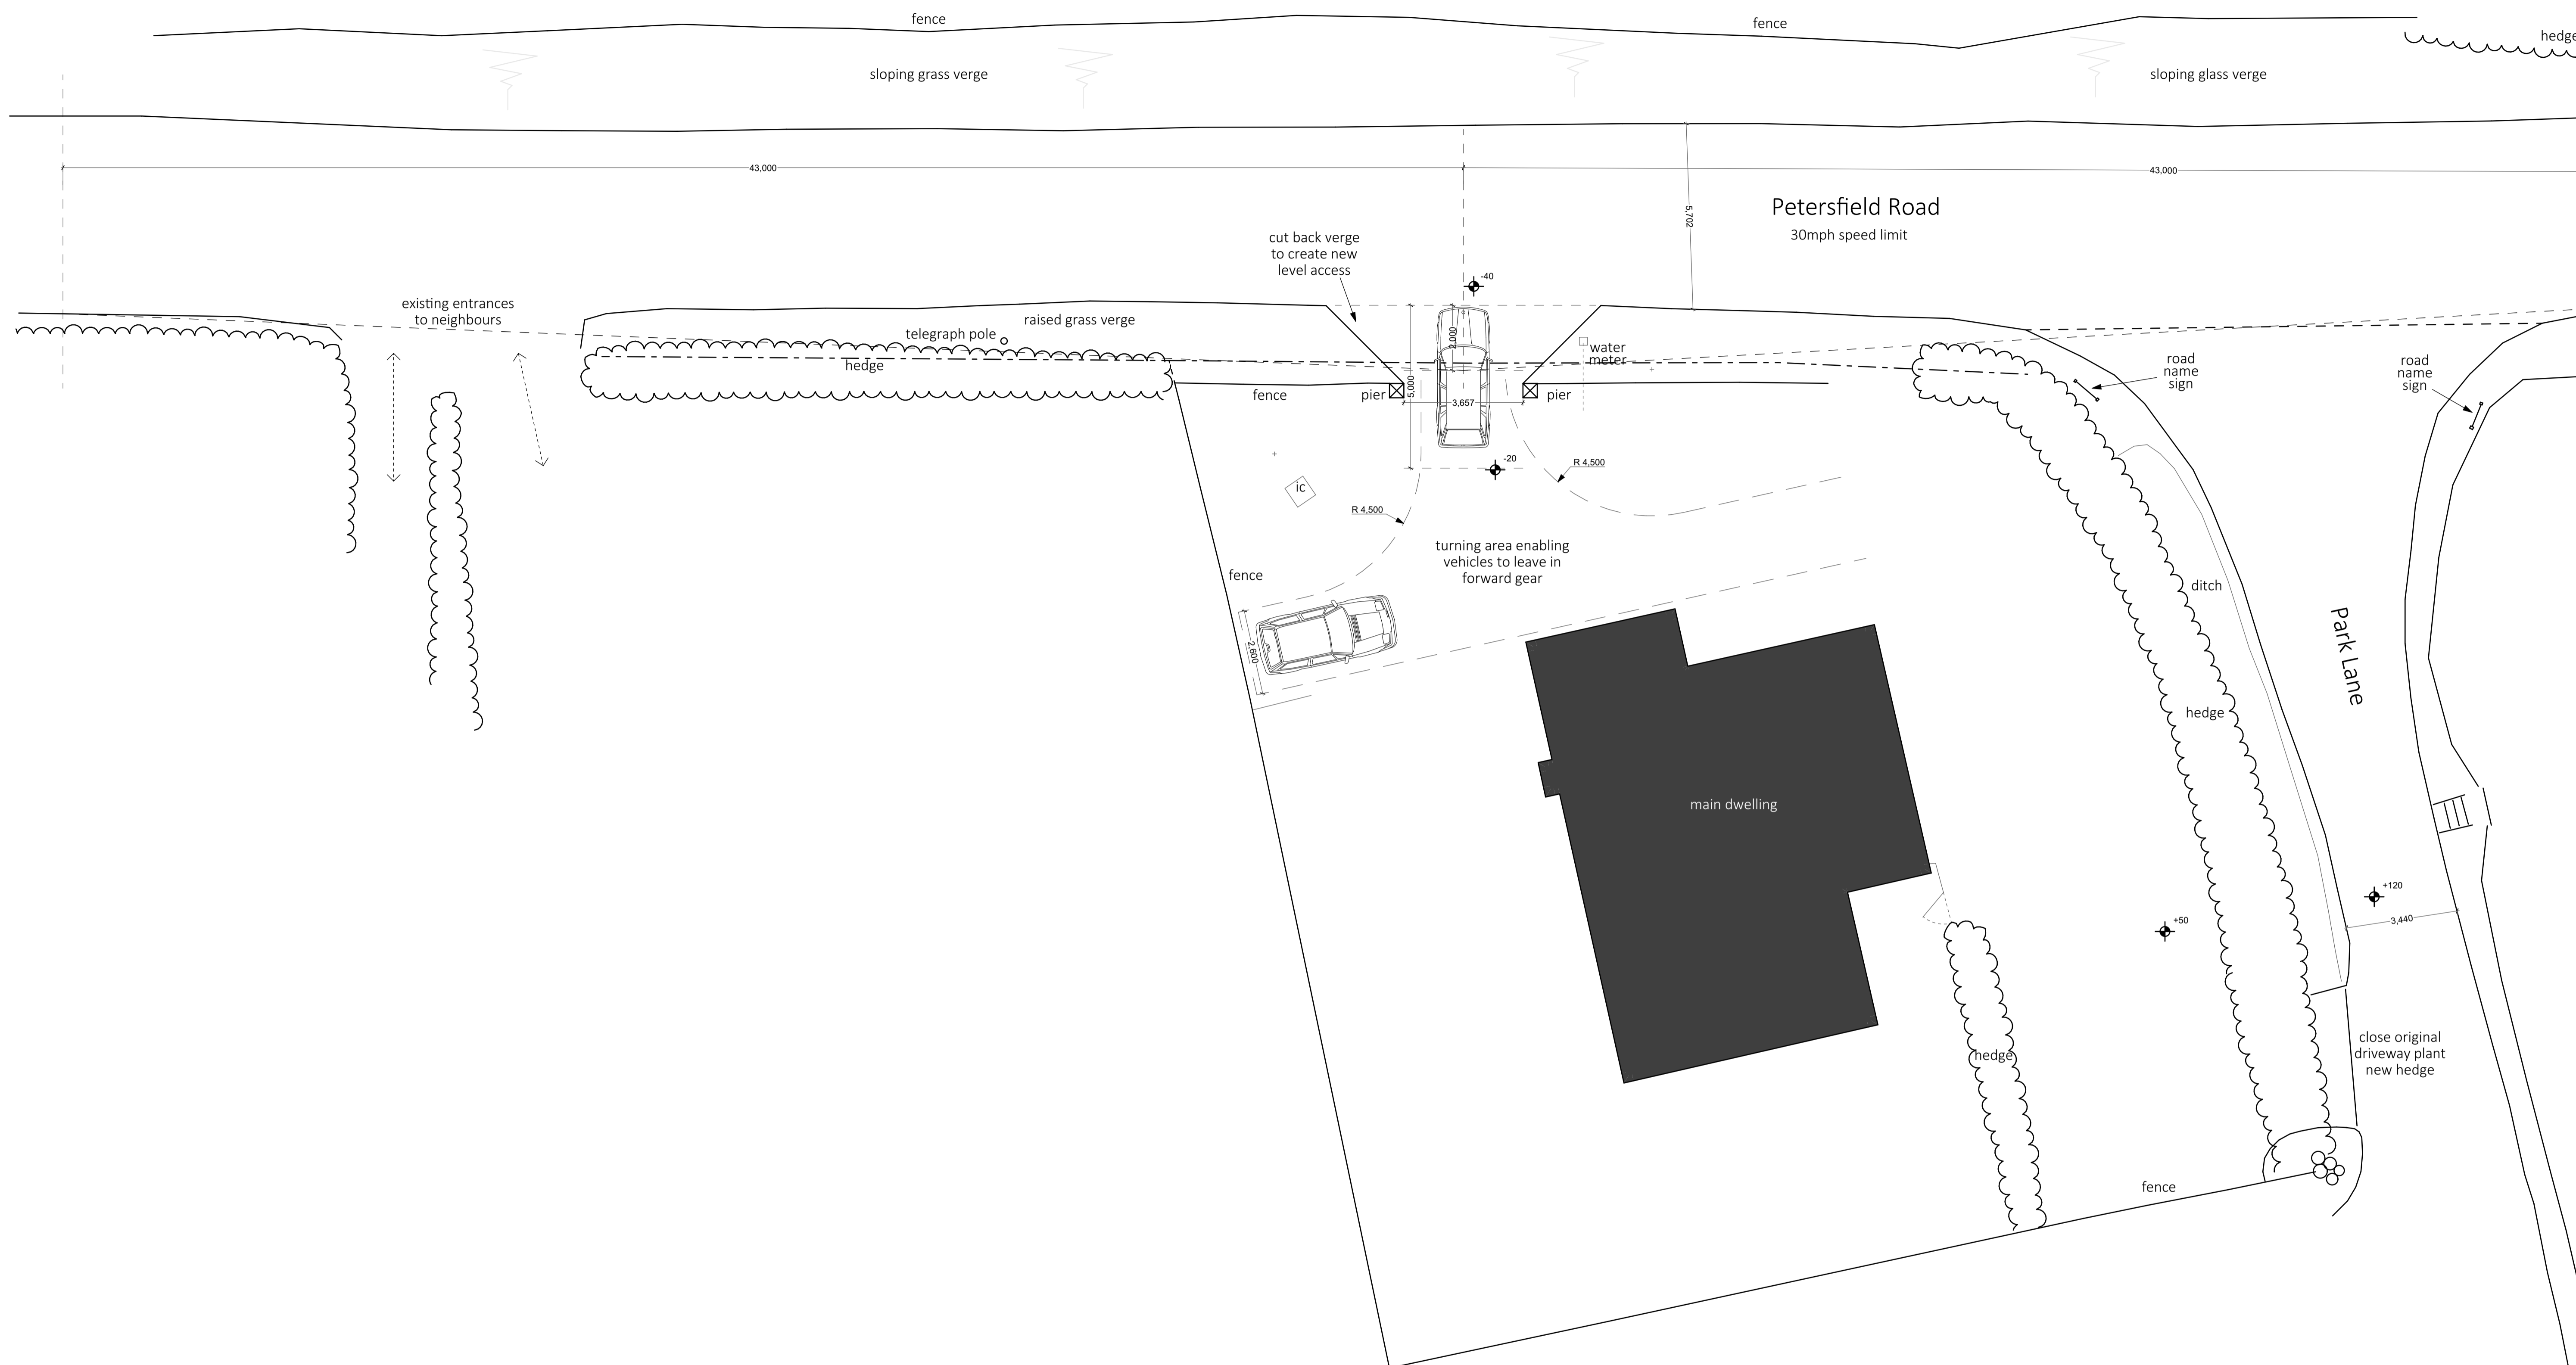 fence
fence
hedge
sloping grass verge
sloping glass verge
43,000
43,000
5,702
Petersfield Road
30mph speed limit
cut back verge
to create new
level access
-40
existing entrances
to neighbours
raised grass verge
telegraph pole
hedge
2,000
water
meter
road
name
sign
road
name
sign
fence
pier
5,000
3,657
pier
-20
R 4,500
ic
R 4,500
turning area enabling
vehicles to leave in
forward gear
fence
2,600
ditch
Park Lane
hedge
main dwelling
+120
+50
3,440
close original
driveway plant
new hedge
hedge
fence